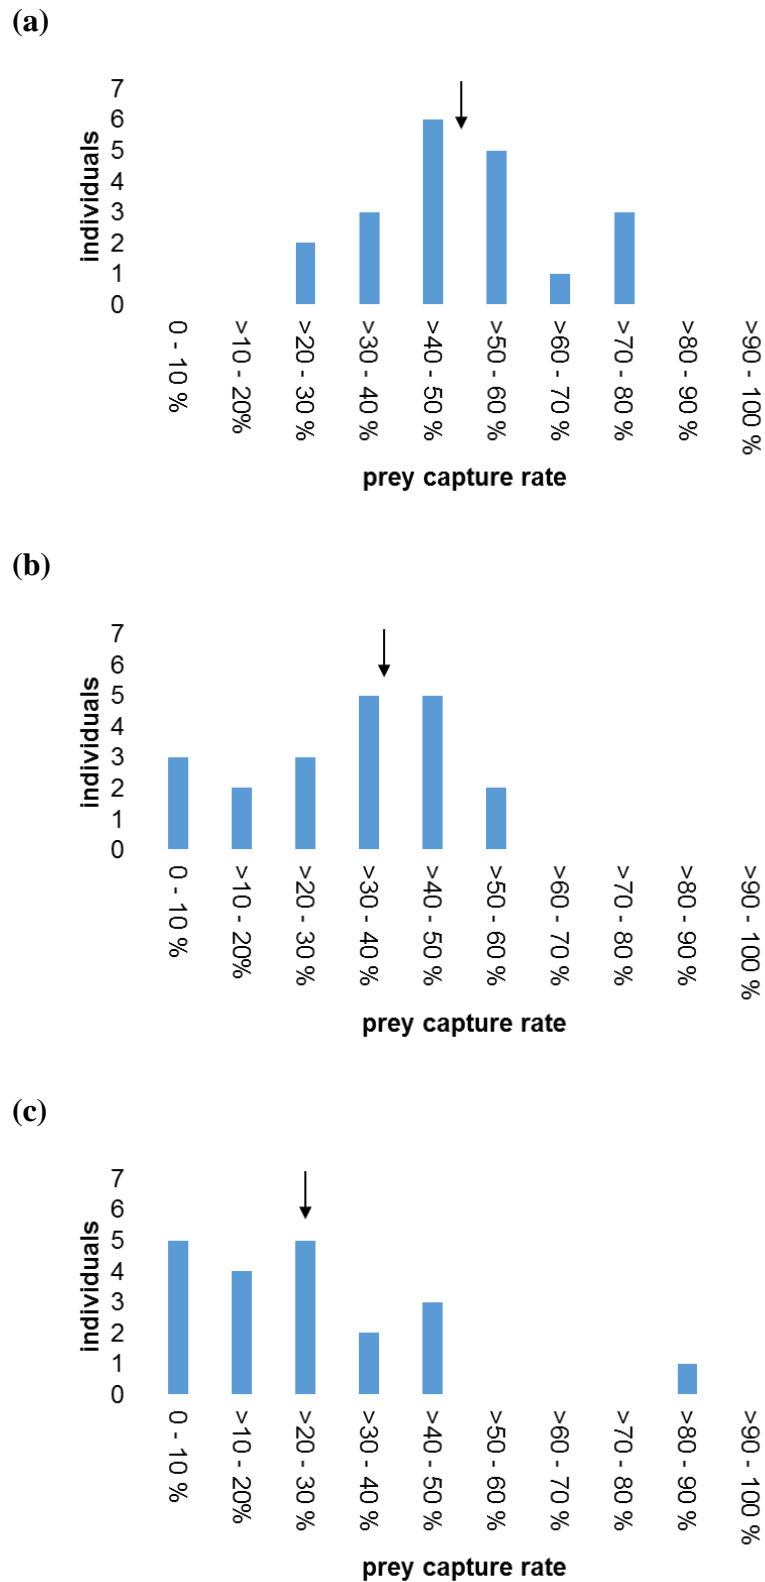 (a)
individuals
7
6
5
4
3
2
1
0
0 - 10 %
>10 - 20%
>20 - 30 %
>30 - 40 %
>40 - 50 %
>50 - 60 %
>60 - 70 %
>70 - 80 %
>80 - 90 %
>90 - 100 %
prey capture rate
(b)
individuals
7
6
5
4
3
2
1
0
0 - 10 %
>10 - 20%
>20 - 30 %
>30 - 40 %
>40 - 50 %
>50 - 60 %
>60 - 70 %
>70 - 80 %
>80 - 90 %
>90 - 100 %
prey capture rate
(c)
individuals
7
6
5
4
3
2
1
0
0 - 10 %
>10 - 20%
>20 - 30 %
>30 - 40 %
>40 - 50 %
>50 - 60 %
>60 - 70 %
>70 - 80 %
>80 - 90 %
>90 - 100 %
prey capture rate